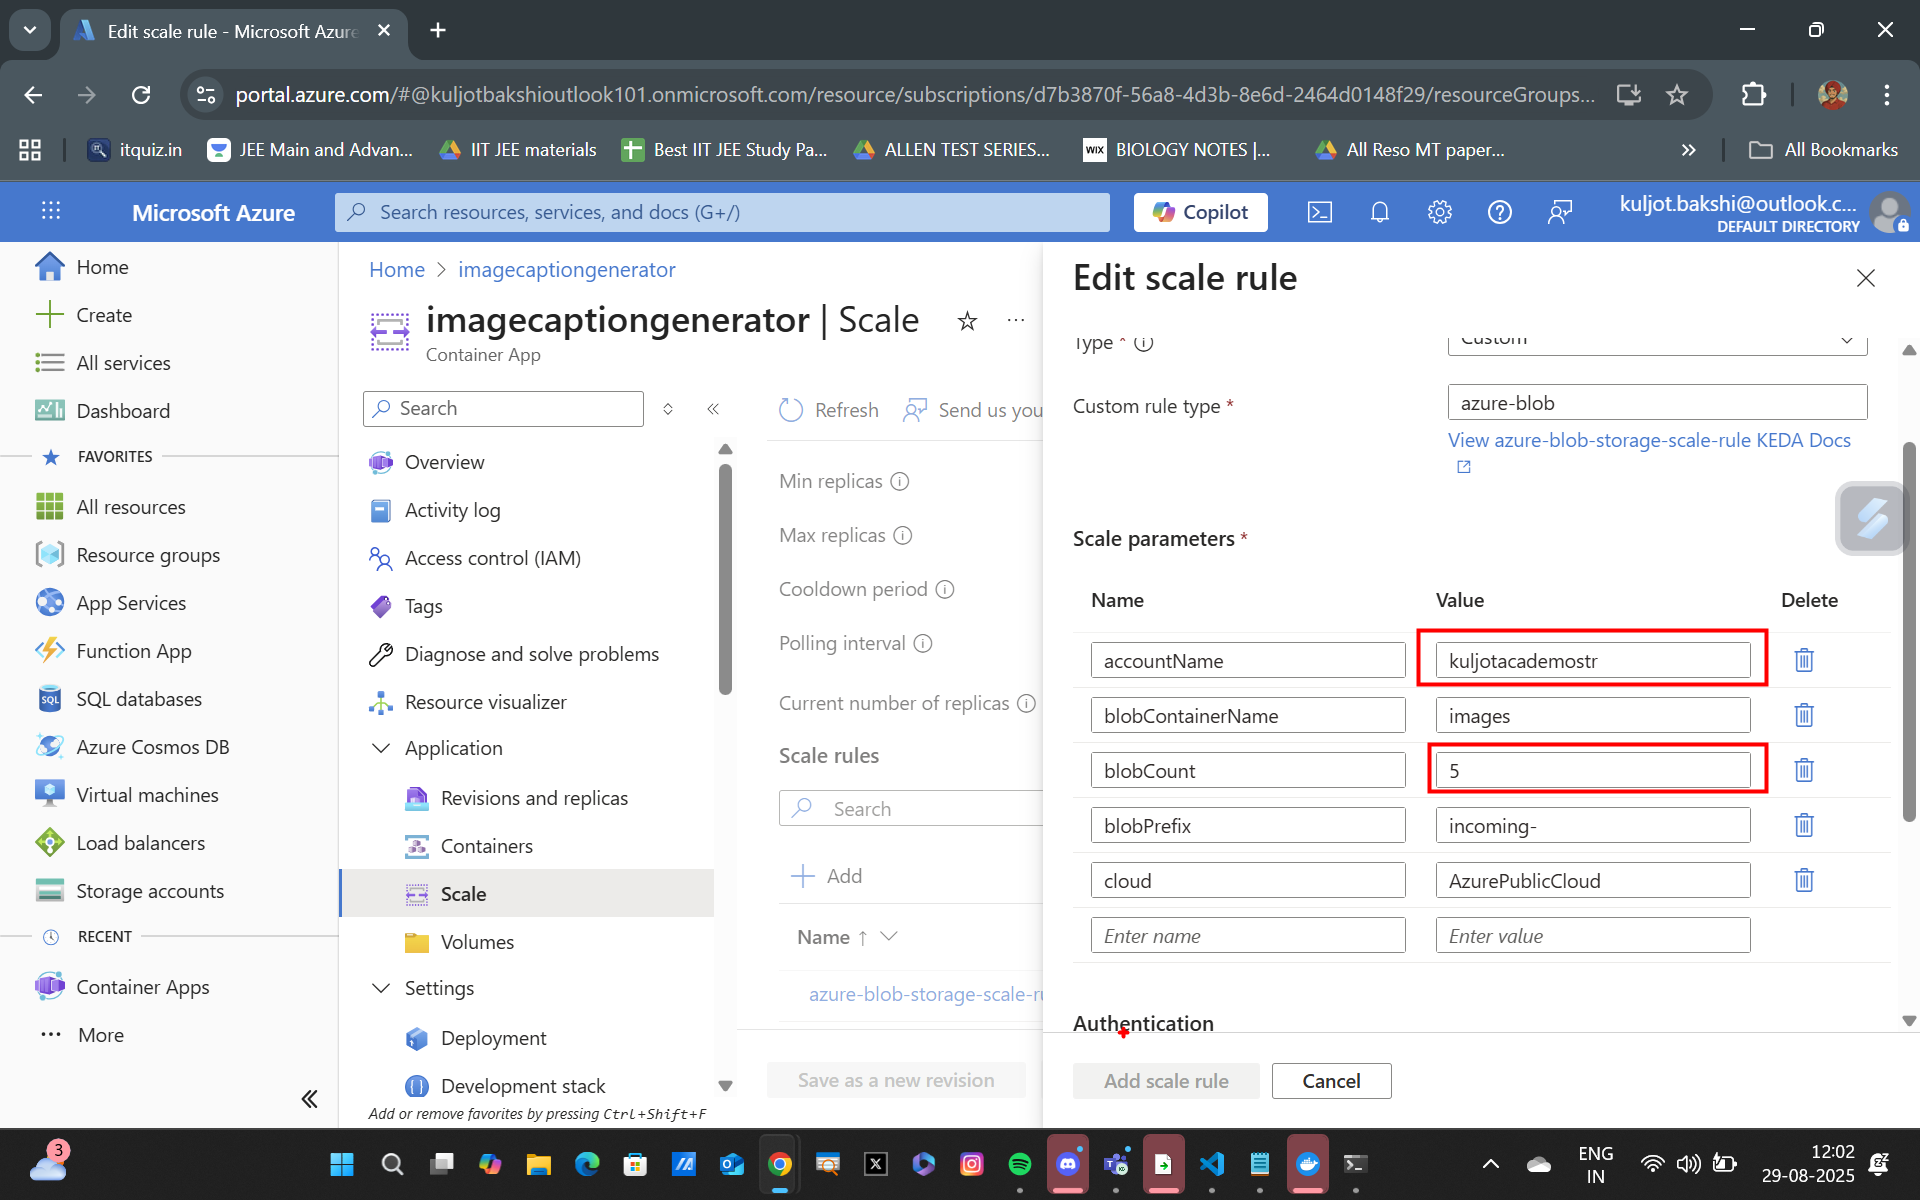 Edit scale rule - Microsoft Azure
portal.azure.com/#@kuljotbakshioutlook101.onmicrosoft.com/resource/subscriptions/d7b3870f-56a8-4d3b-8e6d-2464d0148f29/resourceGroups...
itquiz.in
JEE Main and Advan...
IIT JEE materials
Best IIT JEE Study Pa...
ALLEN TEST SERIES...
WIX
BIOLOGY NOTES |...
All Reso MT paper...
All Bookmarks
Microsoft Azure
Search resources, services, and docs (G+/)
Copilot
kuljot.bakshi@outlook.c...
DEFAULT DIRECTORY
Home
Create
All services
Dashboard
FAVORITES
All resources
Resource groups
App Services
Function App
SQL databases
Azure Cosmos DB
Virtual machines
Load balancers
Storage accounts
RECENT
Container Apps
More
Home > imagecaptiongenerator
imagecaptiongenerator | Scale
Container App
Search
Overview
Activity log
Access control (IAM)
Tags
Diagnose and solve problems
Resource visualizer
Application
Revisions and replicas
Containers
Scale
Volumes
Settings
Deployment
Development stack
Add or remove favorites by pressing Ctrl+Shift+F
Refresh
Send us you
Min replicas
Max replicas
Cooldown period
Polling interval
Current number of replicas
Scale rules
Search
Add
Name ↑
azure-blob-storage-scale-ru
Save as a new revision
Edit scale rule
Type *
Custom
Custom rule type *
azure-blob
View azure-blob-storage-scale-rule KEDA Docs
Scale parameters *
Name Value Delete
accountName kuljotacademostr
blobContainerName images
blobCount 5
blobPrefix incoming-
cloud AzurePublicCloud
Enter name Enter value
Authentication
Add scale rule
Cancel
3
ENG
IN
12:02
29-08-2025